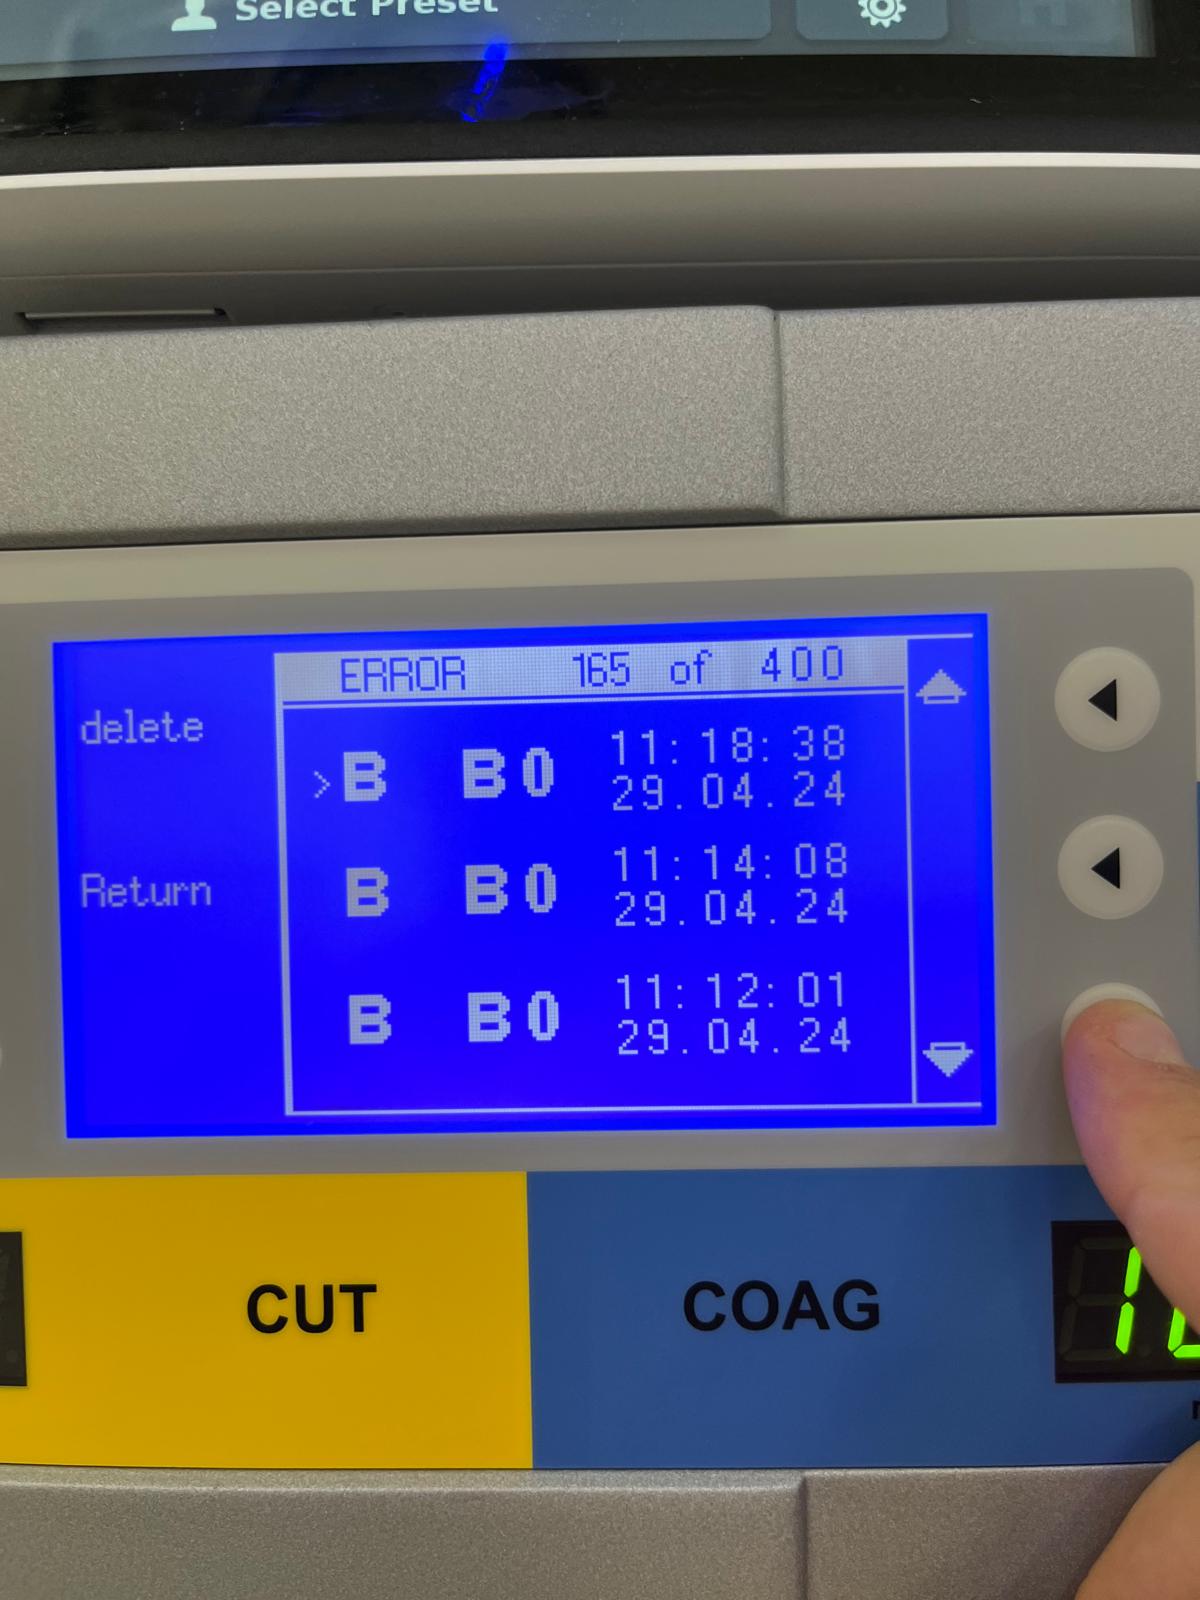 Select Preset
ERROR 165 of 400
delete
>B B0 11:18:38
29.04.24
Return
B B0 11:14:08
29.04.24
B B0 11:12:01
29.04.24
CUT
COAG